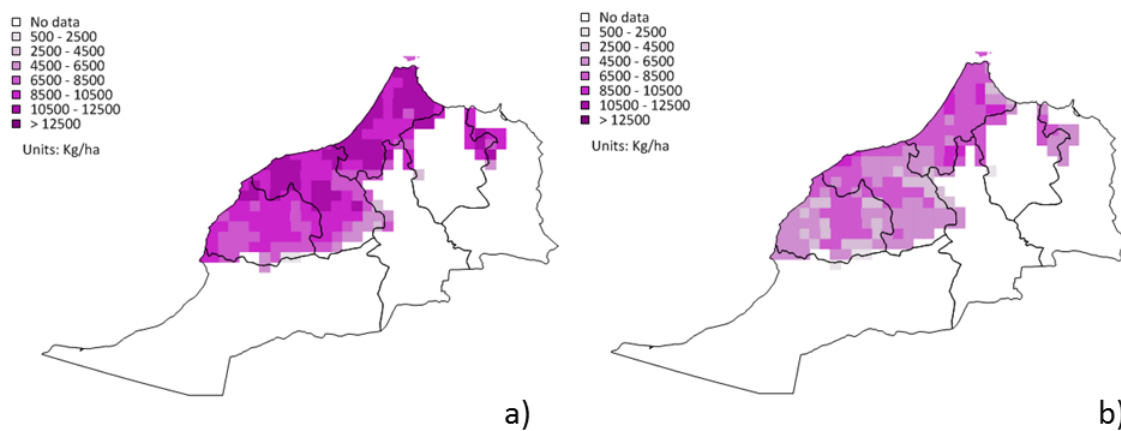 No data
500 - 2500
2500 - 4500
4500 - 6500
6500 - 8500
8500 - 10500
10500 - 12500
> 12500
Units: Kg/ha
a)
No data
500 - 2500
2500 - 4500
4500 - 6500
6500 - 8500
8500 - 10500
10500 - 12500
> 12500
Units: Kg/ha
b)